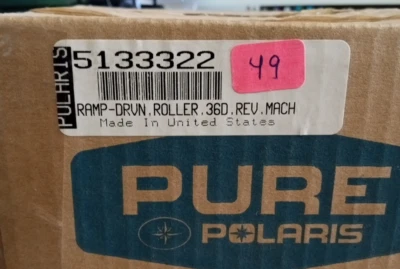 POLARIS
5133322
49
RAMP-DRVN,ROLLER,36D,REV,MACH
Made In United States
PURE
POLARIS